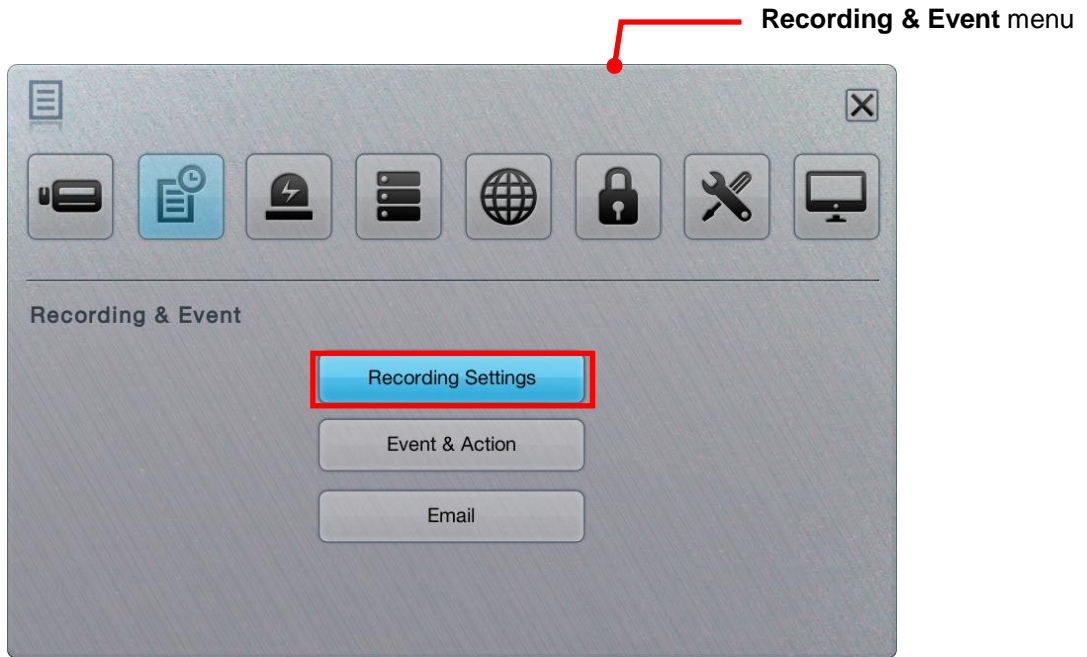 Recording & Event menu
Recording & Event
Recording Settings
Event & Action
Email